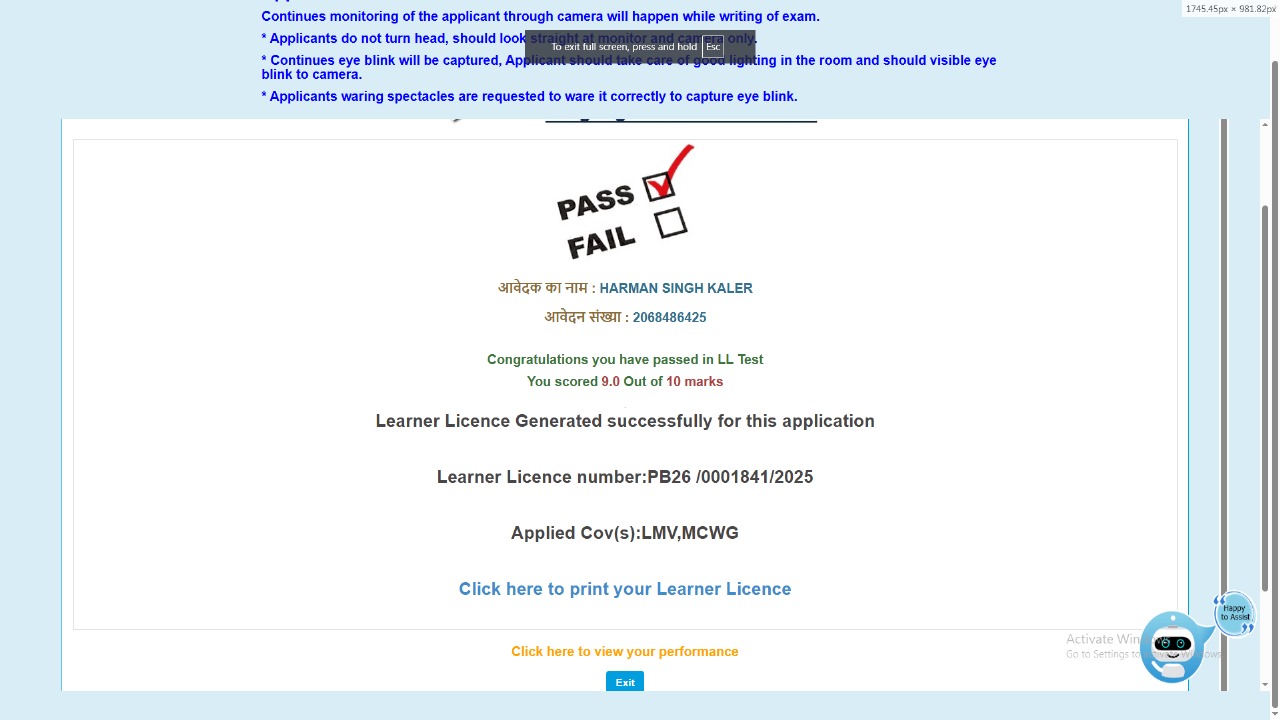 1745.45px × 981.82px
Continues monitoring of the applicant through camera will happen while writing of exam.
* Applicants do not turn head, should look straight at monitor and camera only.
To exit full screen, press and hold Esc
* Continues eye blink will be captured, Applicant should take care of good lighting in the room and should visible eye
blink to camera.
* Applicants waring spectacles are requested to ware it correctly to capture eye blink.
PASS
FAIL
आवेदक का नाम : HARMAN SINGH KALER
आवेदन संख्या : 2068486425
Congratulations you have passed in LL Test
You scored 9.0 Out of 10 marks
Learner Licence Generated successfully for this application
Learner Licence number:PB26 /0001841/2025
Applied Cov(s):LMV,MCWG
Click here to print your Learner Licence
Happy
to Assist
Activate Windows
Go to Settings to activate Windows
Click here to view your performance
Exit